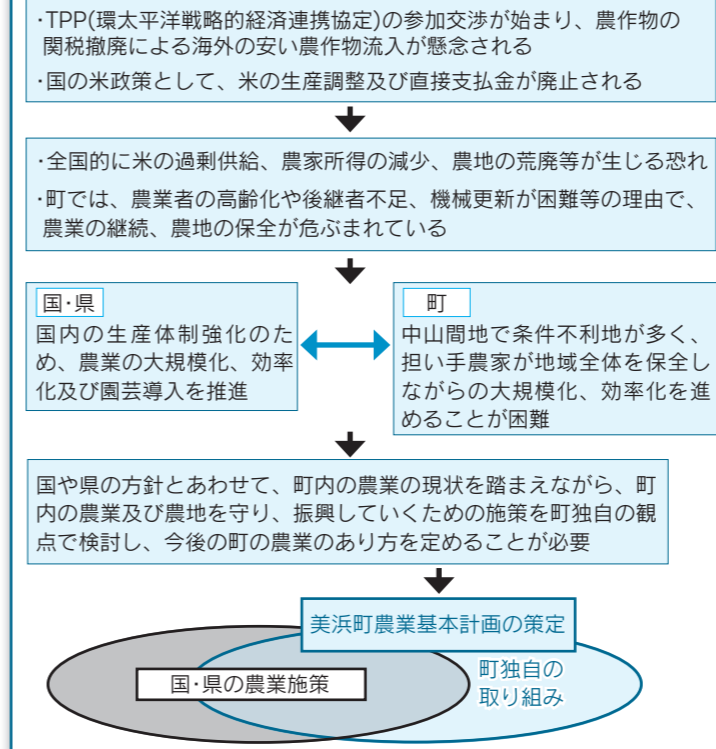 ・TPP(環太平洋戦略的経済連携協定)の参加交渉が始まり、農作物の
関税撤廃による海外の安い農作物流入が懸念される
・国の米政策として、米の生産調整及び直接支払金が廃止される
・全国的に米の過剰供給、農家所得の減少、農地の荒廃等が生じる恐れ
・町では、農業者の高齢化や後継者不足、機械更新が困難等の理由で、
農業の継続、農地の保全が危ぶまれている
国・県
国内の生産体制強化のた
め、農業の大規模化、効率
化及び園芸導入を推進
町
中山間地で条件不利地が多く、
担い手農家が地域全体を保全し
ながらの大規模化、効率化を進
めることが困難
国や県の方針とあわせて、町内の農業の現状を踏まえながら、町
内の農業及び農地を守り、振興していくための施策を町独自の観
点で検討し、今後の町の農業のあり方を定めることが必要
美浜町農業基本計画の策定
国・県の農業施策
町独自の
取り組み